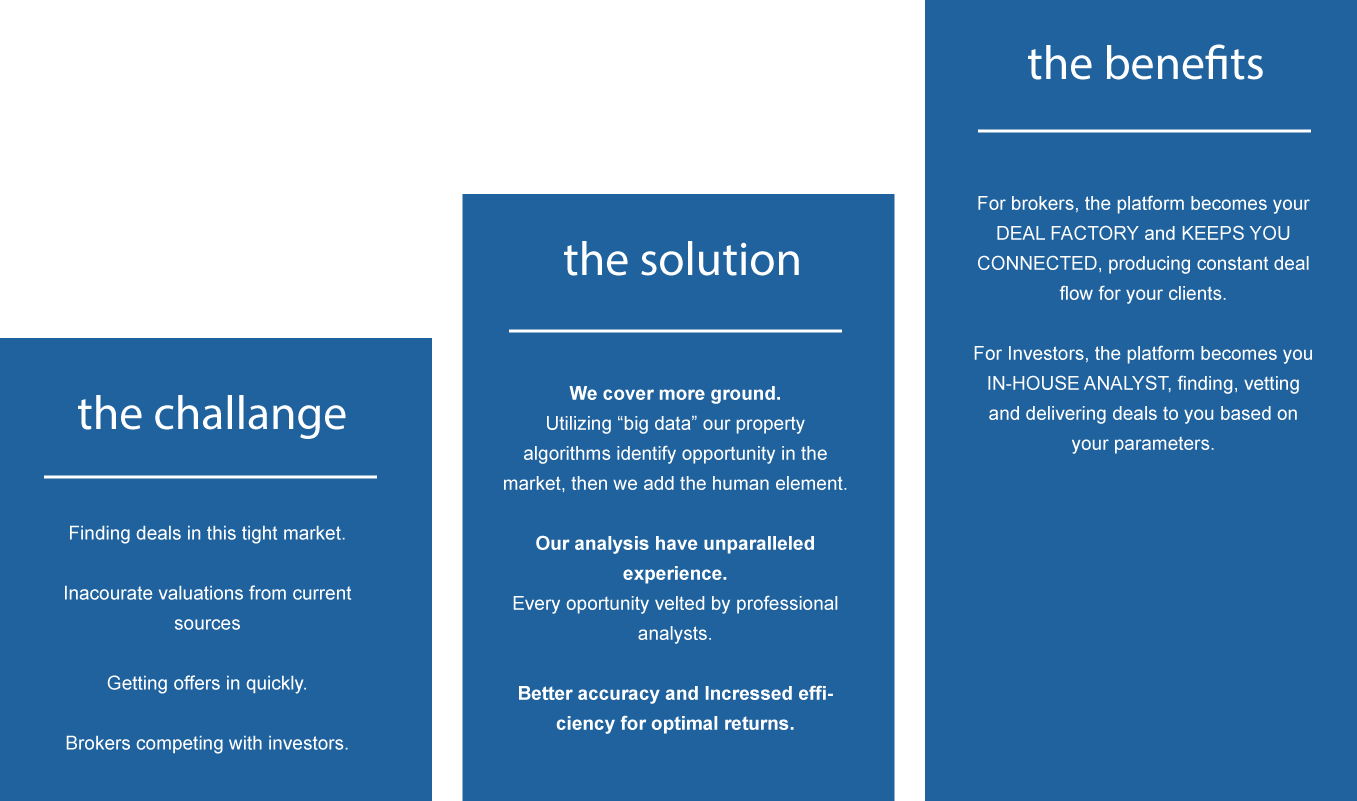 the challange
Finding deals in this tight market.
Inacourate valuations from current
sources
Getting offers in quickly.
Brokers competing with investors.
the solution
We cover more ground.
Utilizing “big data” our property
algorithms identify opportunity in the
market, then we add the human element.
Our analysis have unparalleled
experience.
Every oportunity velted by professional
analysts.
Better accuracy and Incressed effi-
ciency for optimal returns.
the benefits
For brokers, the platform becomes your
DEAL FACTORY and KEEPS YOU
CONNECTED, producing constant deal
flow for your clients.
For Investors, the platform becomes you
IN-HOUSE ANALYST, finding, vetting
and delivering deals to you based on
your parameters.